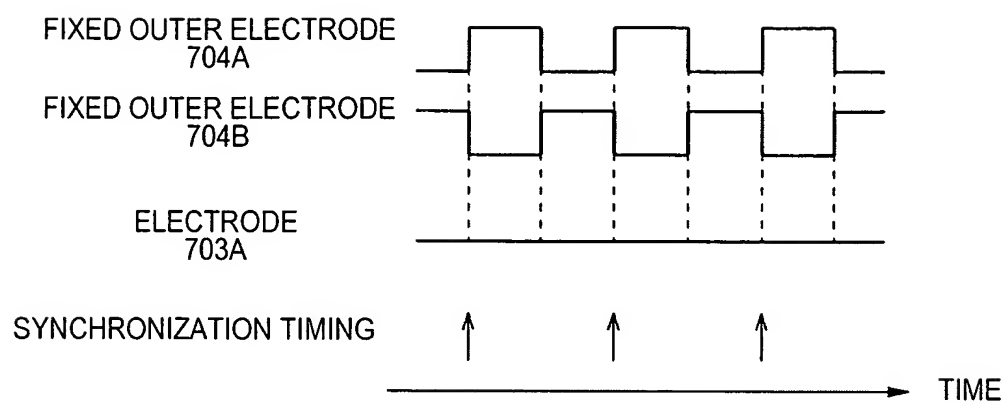 FIXED OUTER ELECTRODE
704A
FIXED OUTER ELECTRODE
704B
ELECTRODE
703A
SYNCHRONIZATION TIMING
TIME